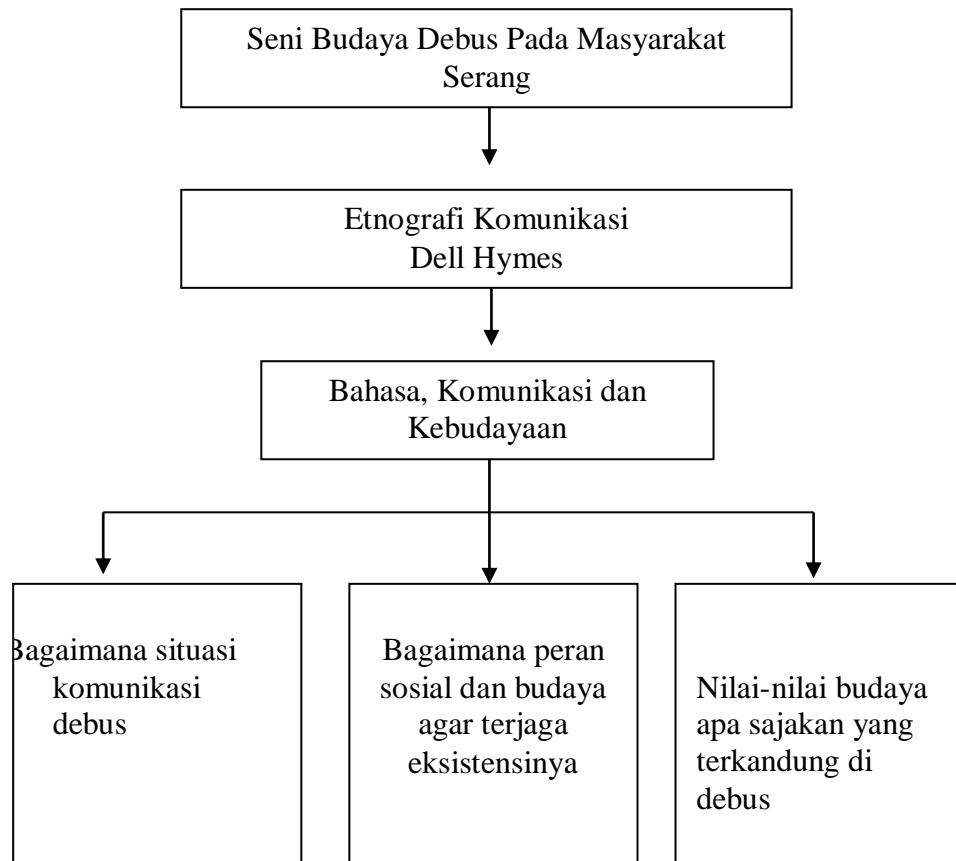 Seni Budaya Debus Pada Masyarakat
Serang
Etnografi Komunikasi
Dell Hymes
Bahasa, Komunikasi dan
Kebudayaan
Bagaimana situasi
komunikasi
debus
Bagaimana peran
sosial dan budaya
agar terjaga
eksistensinya
Nilai-nilai budaya
apa sajakan yang
terkandung di
debus